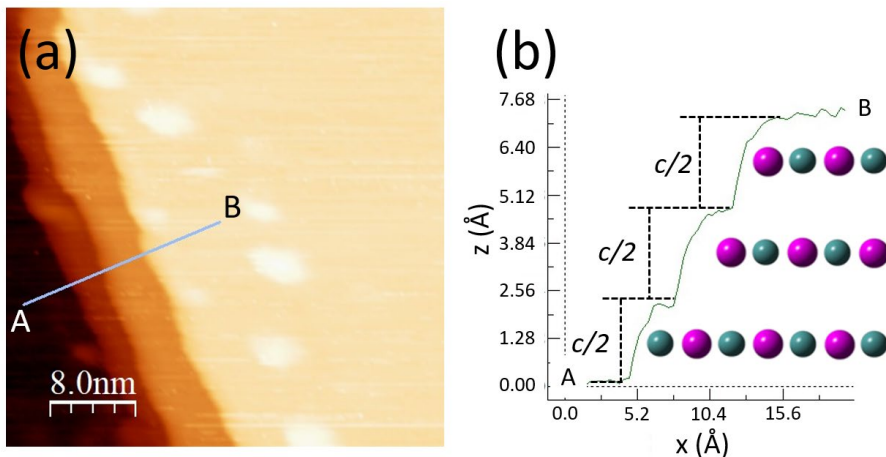 (a)
B
A
8.0nm
(b)
7.68
6.40
5.12
3.84
2.56
1.28
0.00
z (Å)
B
c/2
c/2
c/2
A
0.0
5.2
10.4
15.6
x (Å)